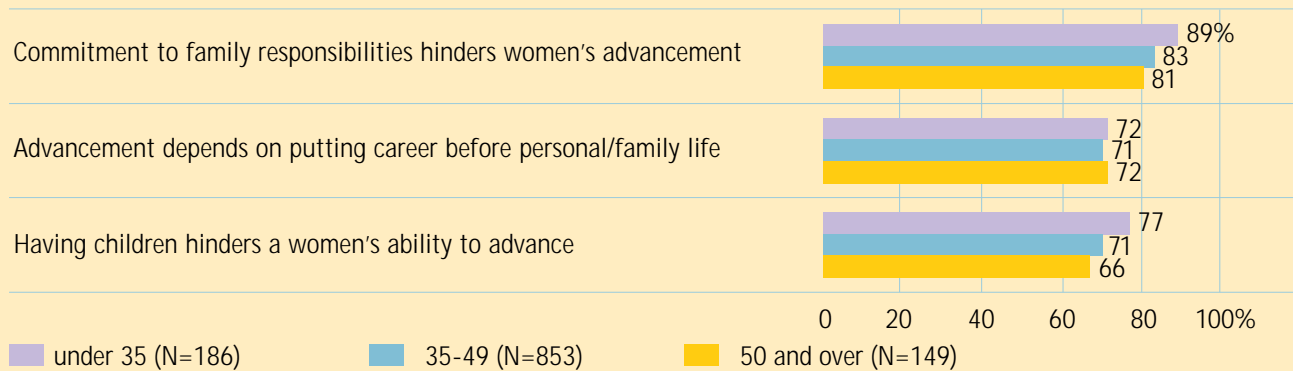 Commitment to family responsibilities hinders women's advancement
89%
83
81
Advancement depends on putting career before personal/family life
72
71
72
Having children hinders a women's ability to advance
77
71
66
0 20 40 60 80 100%
under 35 (N=186) 35-49 (N=853) 50 and over (N=149)